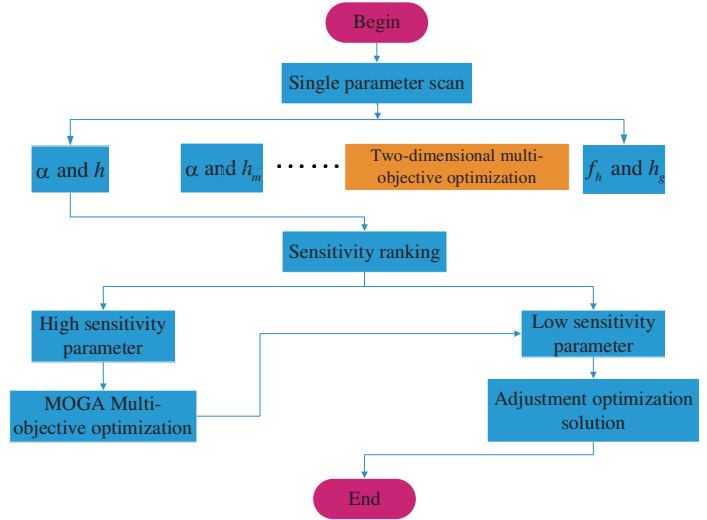 Begin
Single parameter scan
α and h
α and hₘ
......
Two-dimensional multi-
objective optimization
fₕ and h_g
Sensitivity ranking
High sensitivity
parameter
Low sensitivity
parameter
MOGA Multi-
objective optimization
Adjustment optimization
solution
End